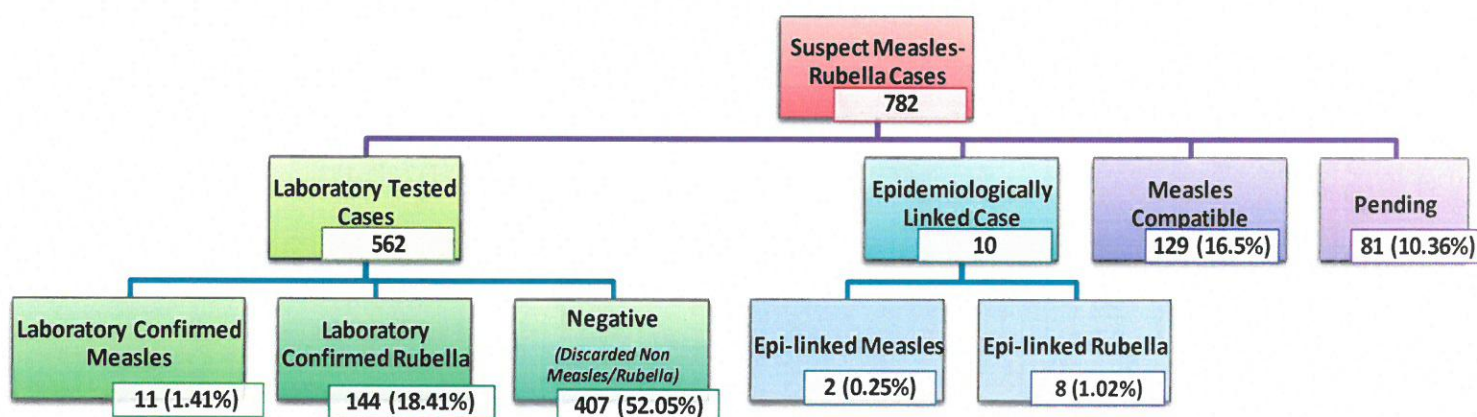 Suspect Measles-
Rubella Cases
782
Laboratory Tested
Cases
562
Epidemiologically
Linked Case
10
Measles
Compatible
129 (16.5%)
Pending
81 (10.36%)
Laboratory Confirmed
Measles
11 (1.41%)
Laboratory
Confirmed Rubella
144 (18.41%)
Negative
(Discarded Non
Measles/Rubella)
407 (52.05%)
Epi-linked Measles
2 (0.25%)
Epi-linked Rubella
8 (1.02%)